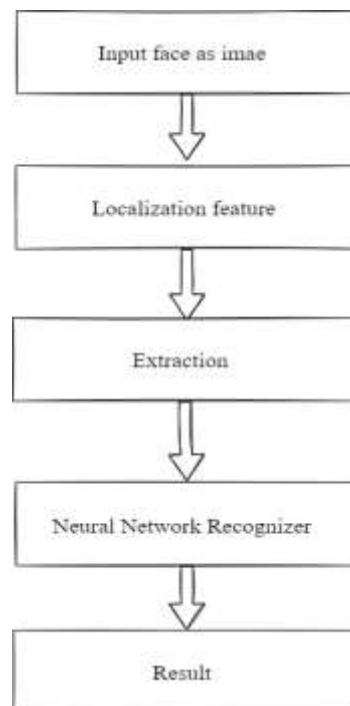 Input face as imae
Localization feature
Extraction
Neural Network Recognizer
Result